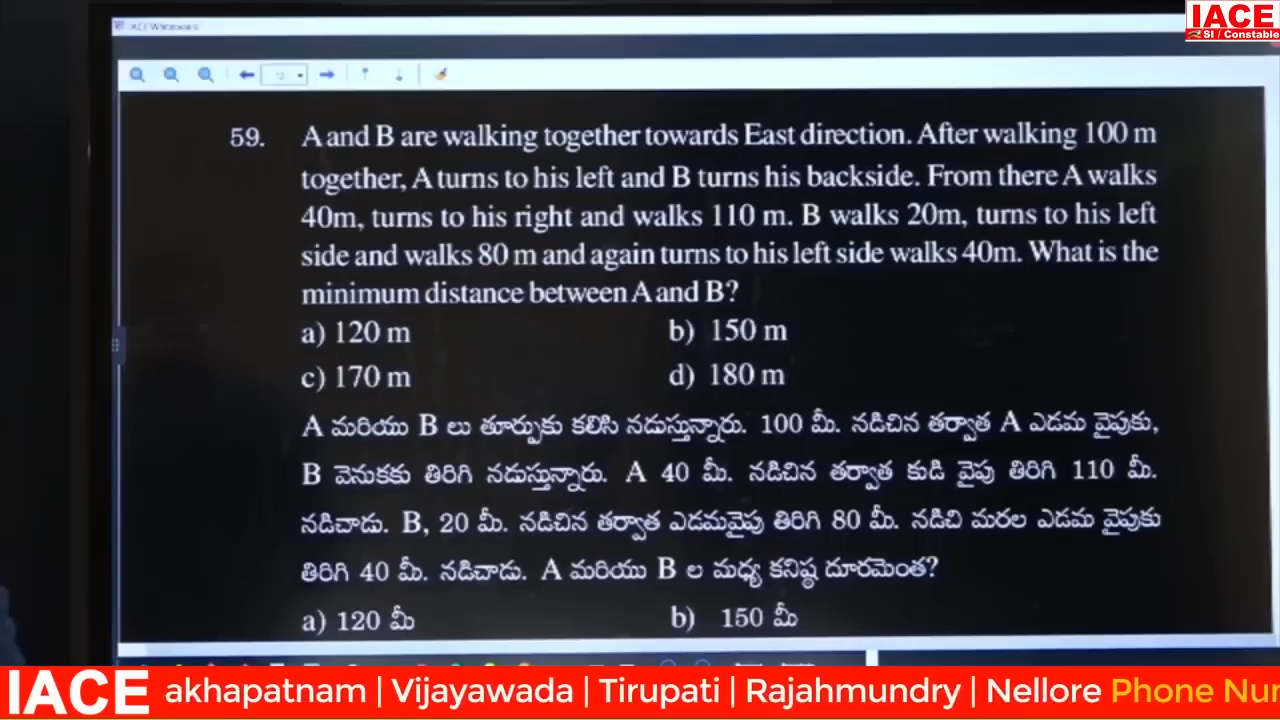 IACE Whiteboard
IACE
SI / Constable
59. A and B are walking together towards East direction. After walking 100 m
together, A turns to his left and B turns his backside. From there A walks
40m, turns to his right and walks 110 m. B walks 20m, turns to his left
side and walks 80 m and again turns to his left side walks 40m. What is the
minimum distance between A and B?
a) 120 m b) 150 m
c) 170 m d) 180 m
A మరియు B లు తూర్పుకు కలిసి నడుస్తున్నారు. 100 మీ. నడిచిన తర్వాత A ఎడమ వైపుకు,
B వెనుకకు తిరిగి నడుస్తున్నారు. A 40 మీ. నడిచిన తర్వాత కుడి వైపు తిరిగి 110 మీ.
నడిచాడు. B, 20 మీ. నడిచిన తర్వాత ఎడమవైపు తిరిగి 80 మీ. నడిచి మరల ఎడమ వైపుకు
తిరిగి 40 మీ. నడిచాడు. A మరియు B ల మధ్య కనిష్ఠ దూరమెంత?
a) 120 మీ b) 150 మీ
IACE akhapatnam | Vijayawada | Tirupati | Rajahmundry | Nellore Phone Nur